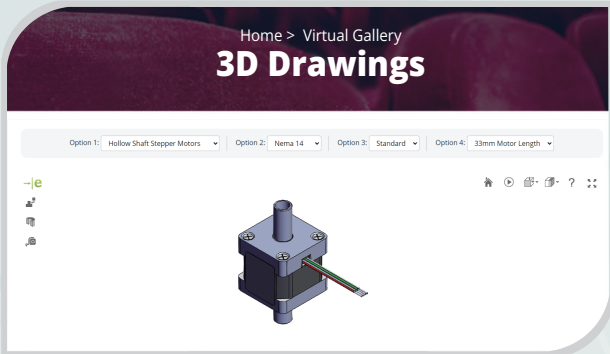 Home > Virtual Gallery
3D Drawings
Option 1: Hollow Shaft Stepper Motors Option 2: Nema 14 Option 3: Standard Option 4: 33mm Motor Length
e
?